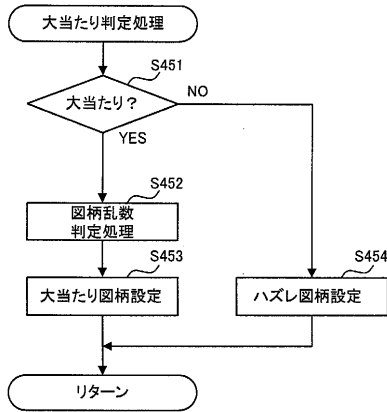 大当たり判定処理
S451
大当たり？
NO
YES
S452
図柄乱数
判定処理
S453
大当たり図柄設定
S454
ハズレ図柄設定
リターン